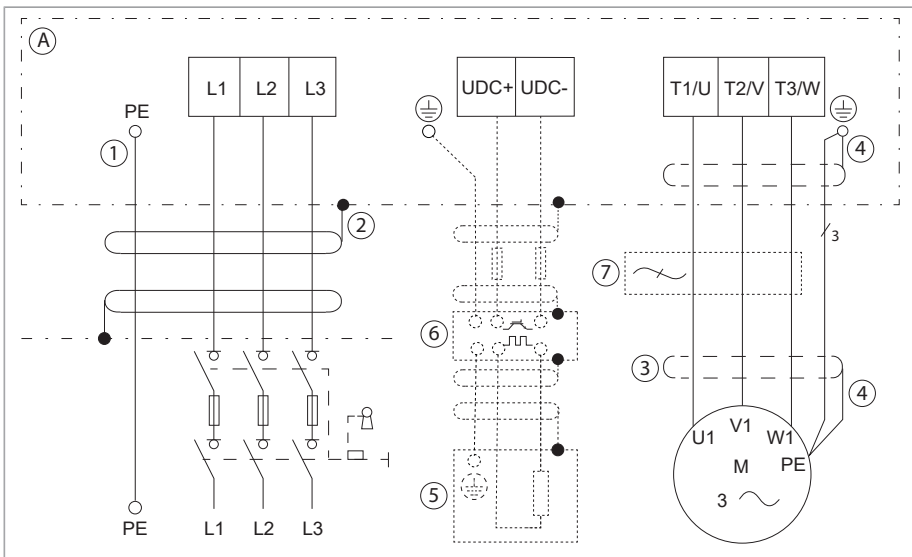 A
L1 L2 L3
UDC+ UDC-
T1/U T2/V T3/W
PE
1
4
2
3
7
6
3
4
U1 V1 W1
M PE
3
5
PE L1 L2 L3